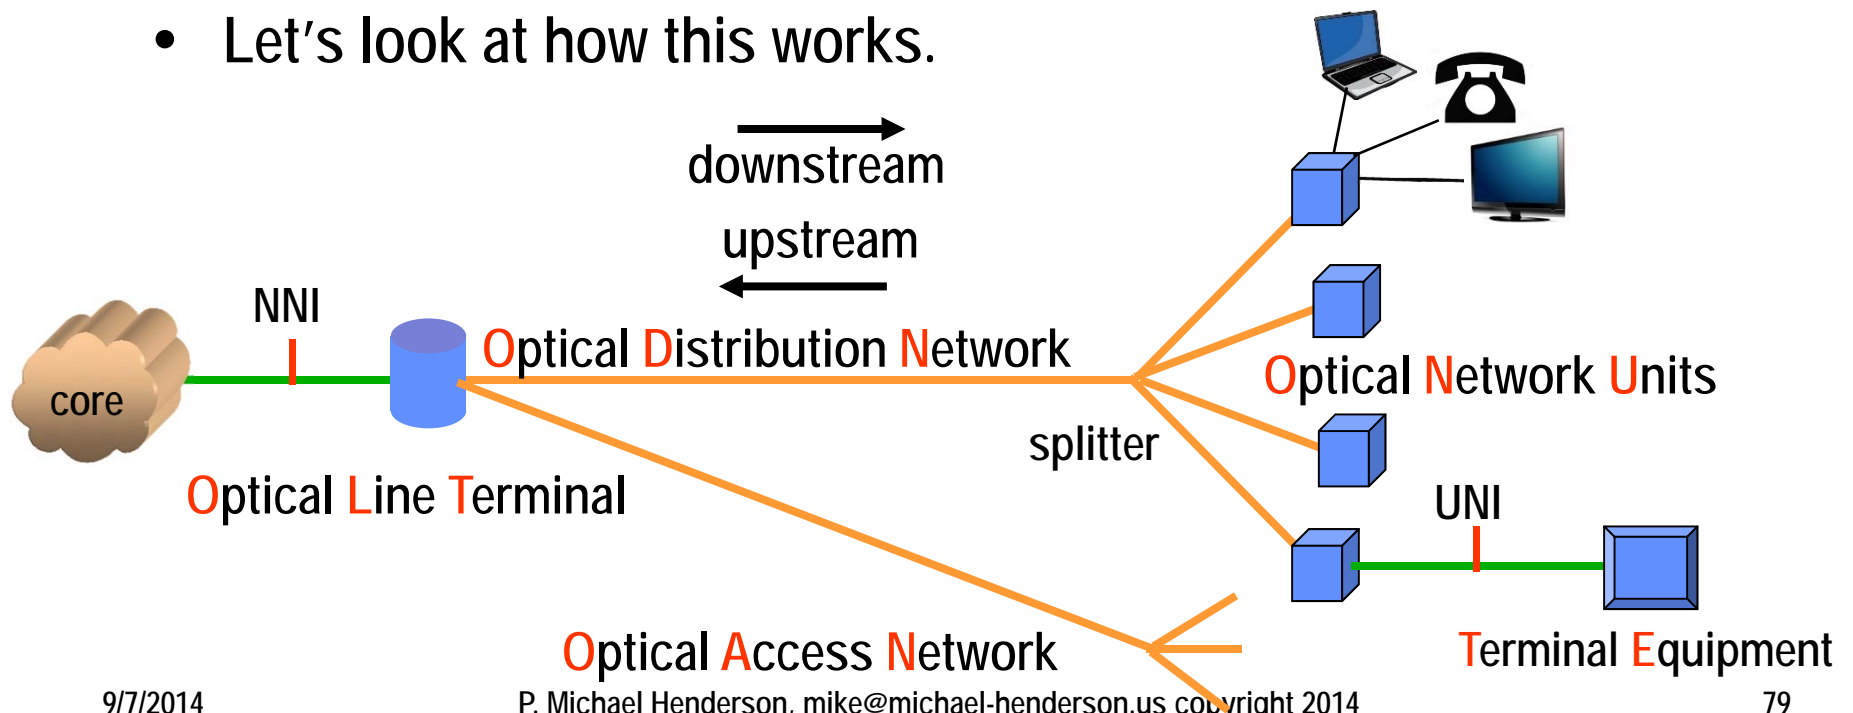 • Let's look at how this works.
downstream
upstream
NNI
Optical Distribution Network
core
Optical Network Units
splitter
Optical Line Terminal
UNI
Optical Access Network
Terminal Equipment
9/7/2014 P. Michael Henderson, mike@michael-henderson.us copyright 2014 79